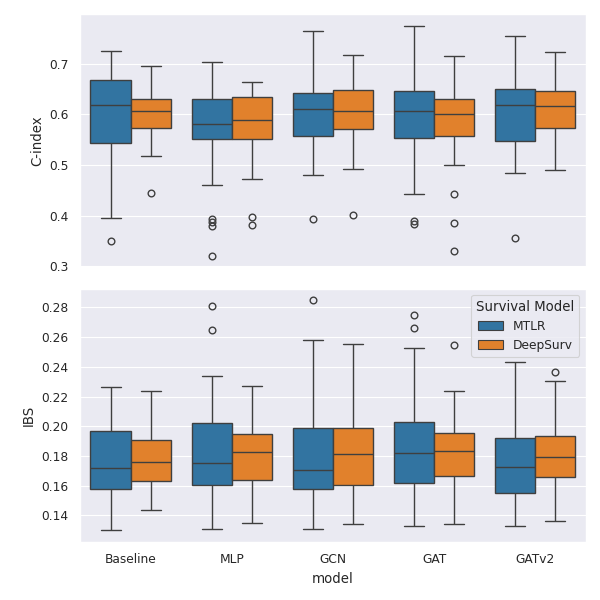 0.7
0.6
0.5
0.4
0.3
C-index
0.28
0.26
0.24
0.22
0.20
0.18
0.16
0.14
IBS
Survival Model
MTLR
DeepSurv
Baseline MLP GCN GAT GATv2
model